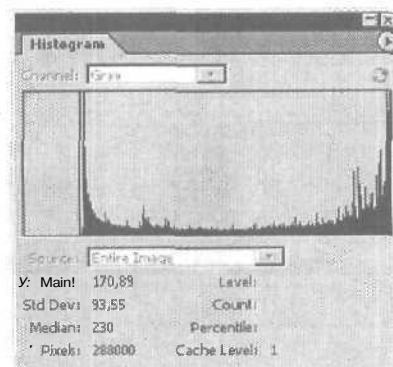 Histogram
Channel: Gray
Source: Entire Image
У: Main! 170,89 Level:
Std Dev: 93,55 Count:
Median: 230 Percentile:
' Pixels: 288000 Cache Level: 1